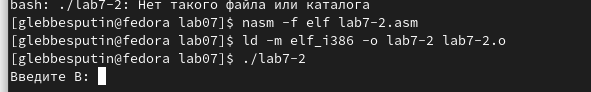 bash: ./lab7-2: Нет такого файла или каталога
[glebbesputin@fedora lab07]$ nasm -f elf lab7-2.asm
[glebbesputin@fedora lab07]$ ld -m elf_i386 -o lab7-2 lab7-2.o
[glebbesputin@fedora lab07]$ ./lab7-2
Введите В: